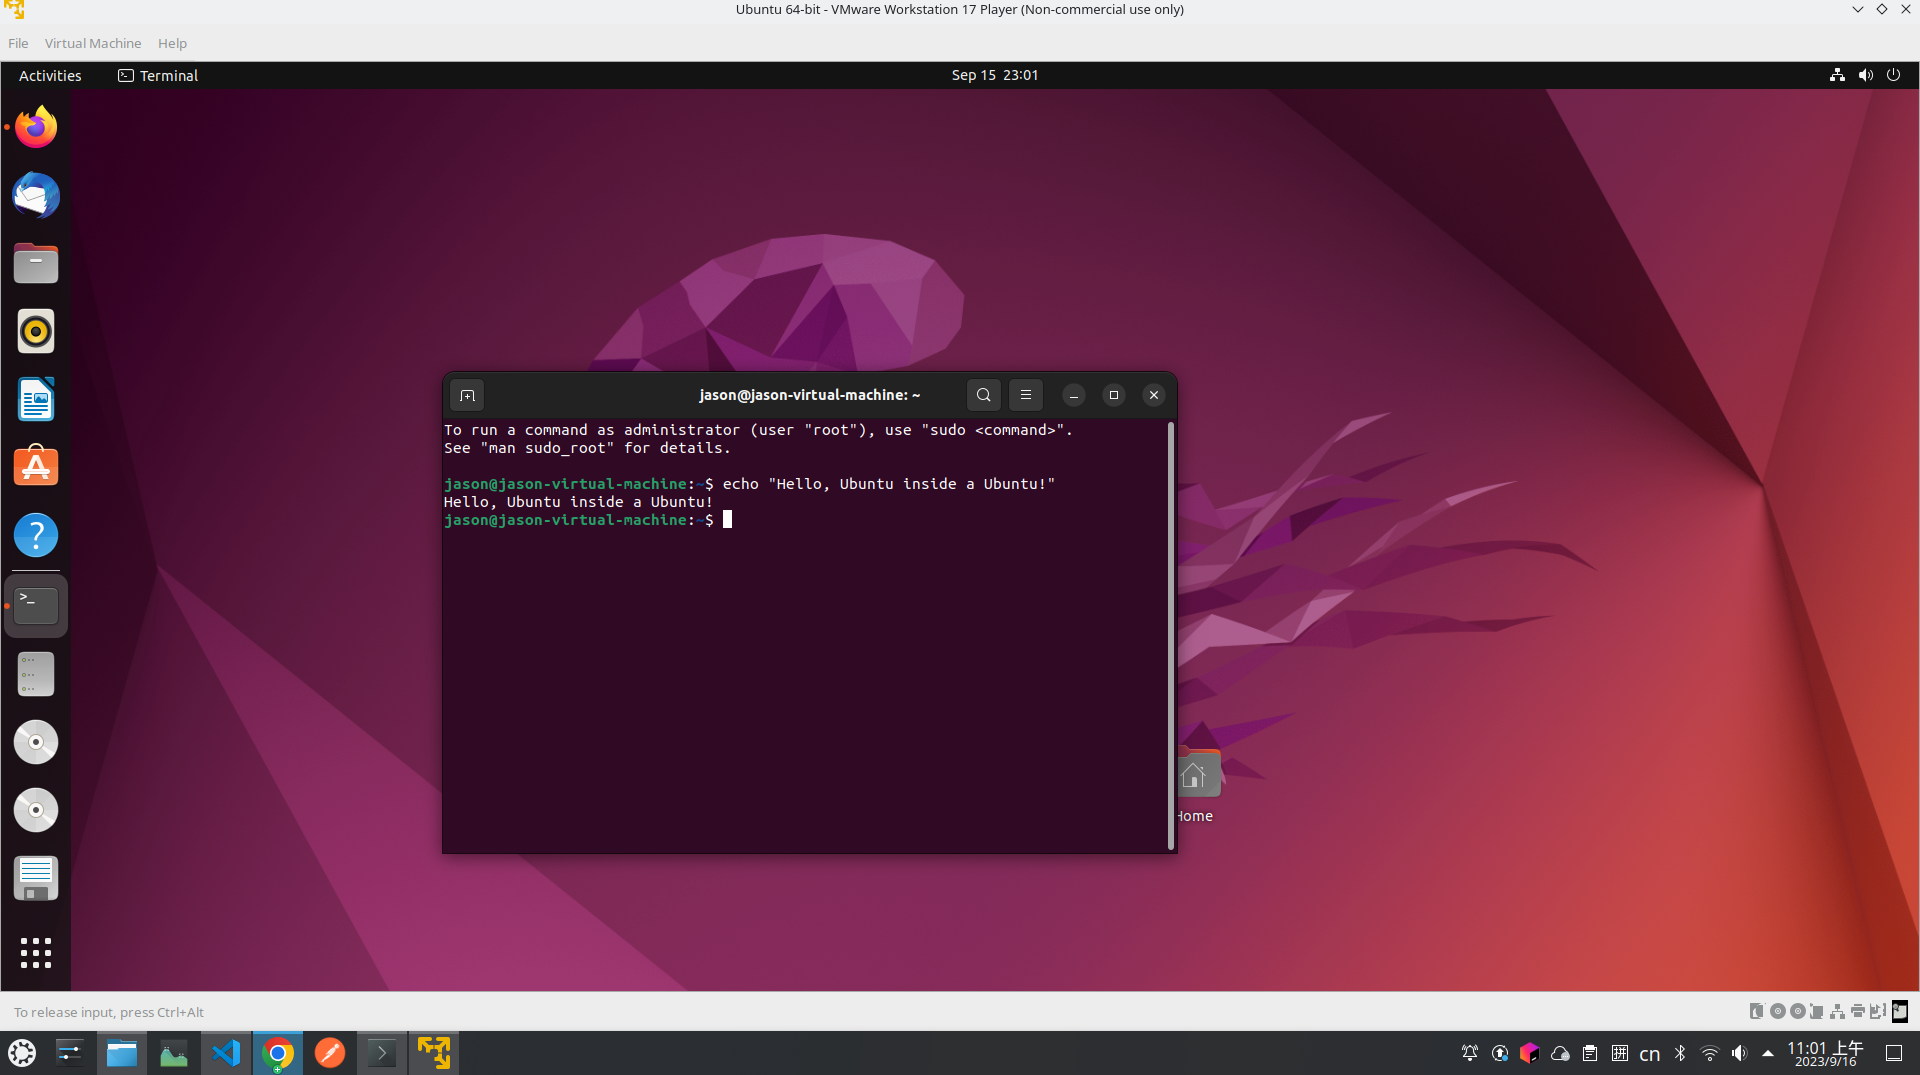 Ubuntu 64-bit - VMware Workstation 17 Player (Non-commercial use only)
File Virtual Machine Help
Activities Terminal Sep 15 23:01
jason@jason-virtual-machine: ~
To run a command as administrator (user "root"), use "sudo <command>".
See "man sudo_root" for details.
jason@jason-virtual-machine:~$ echo "Hello, Ubuntu inside a Ubuntu!"
Hello, Ubuntu inside a Ubuntu!
jason@jason-virtual-machine:~$
Home
To release input, press Ctrl+Alt
拼 cn 11:01 上午
2023/9/16